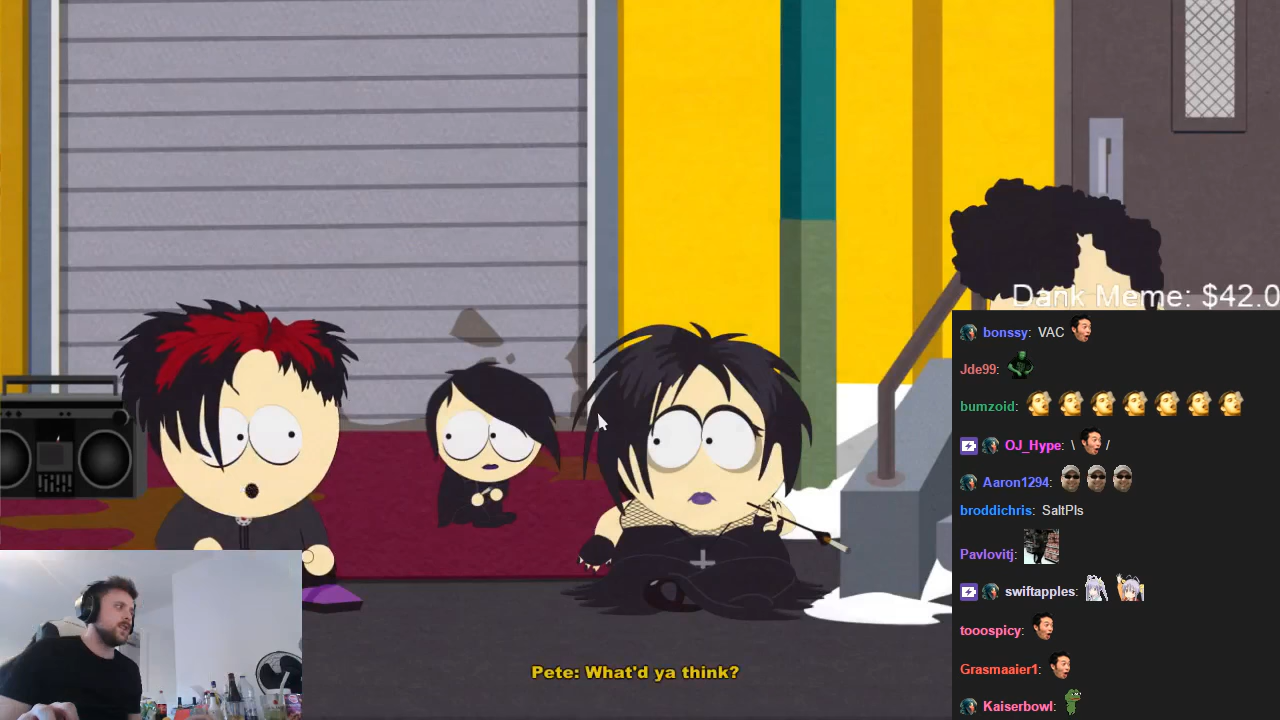 Dank Meme: $42.0
bonssy: VAC
Jde99:
bumzoid:
OJ_Hype: \ /
Aaron1294:
broddichris: SaltPls
Pavlovitj:
swiftapples:
tooospicy:
Grasmaaier1:
Kaiserbowl:
Pete: What'd ya think?